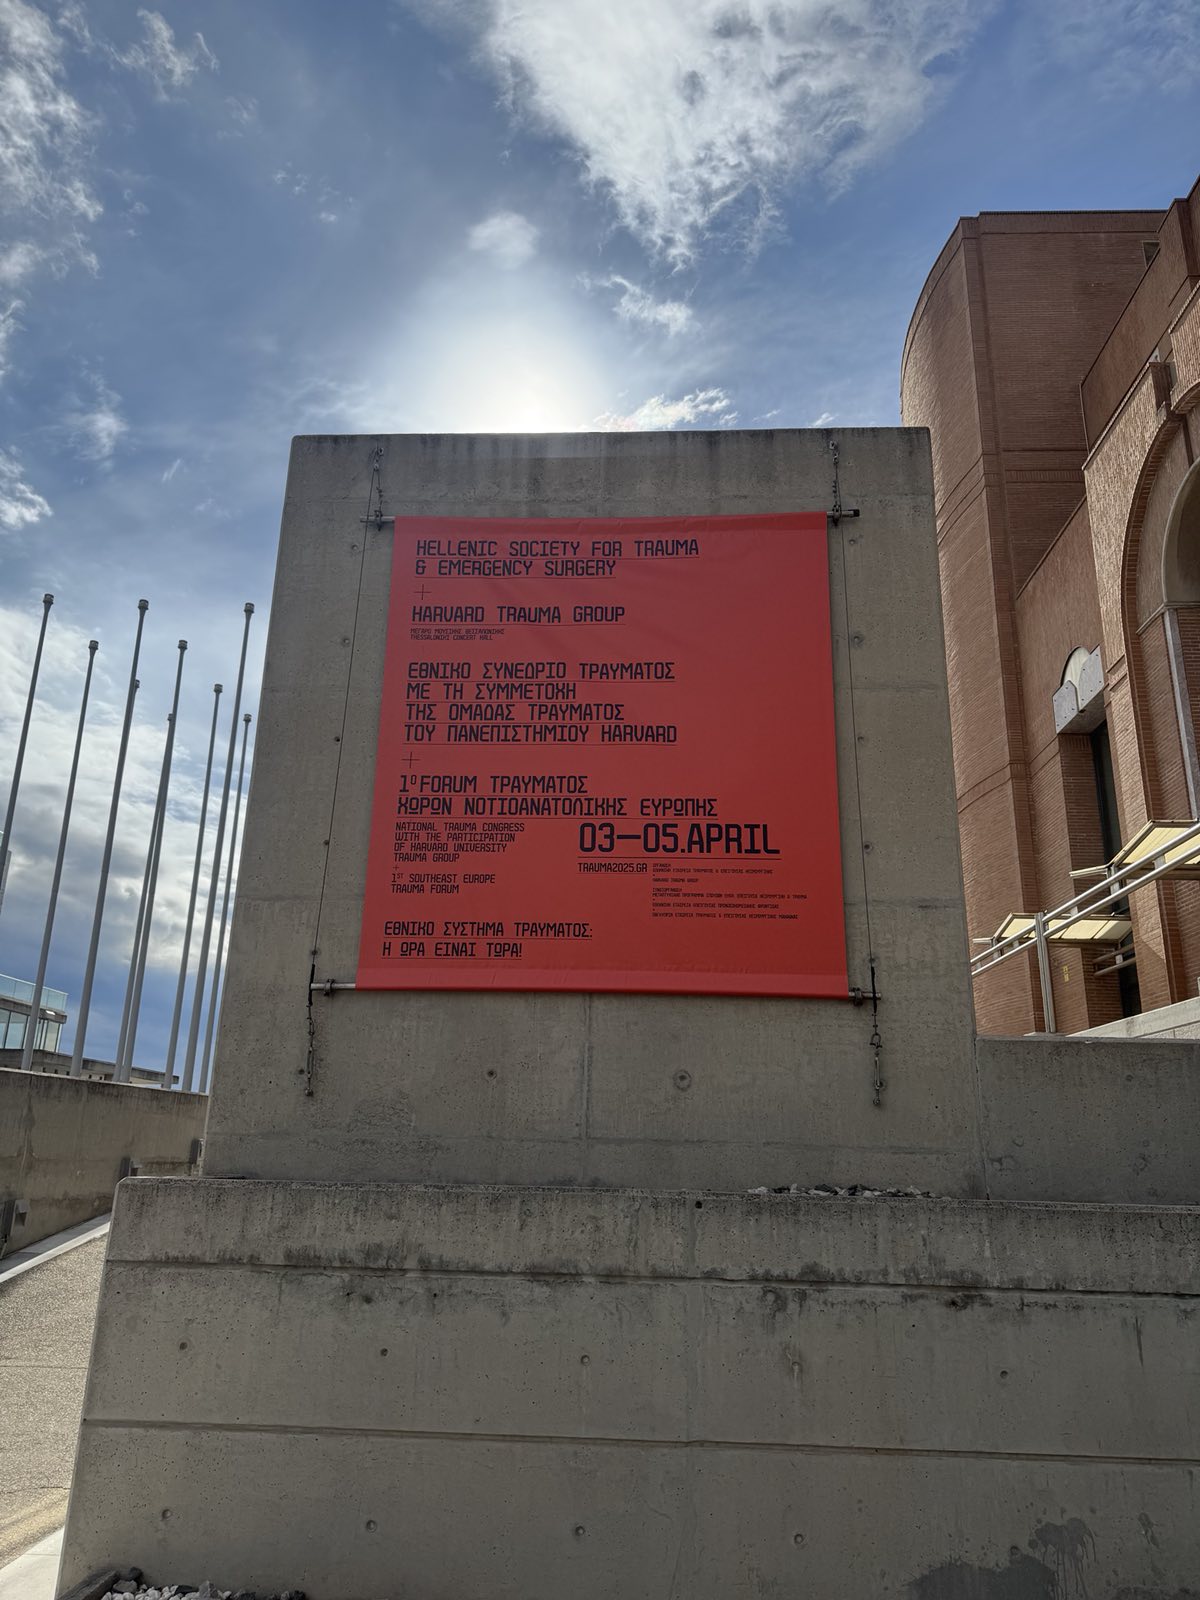 HELLENIC SOCIETY FOR TRAUMA
& EMERGENCY SURGERY
+
HARVARD TRAUMA GROUP
ΜΕΓΑΡΟ ΜΟΥΣΙΚΗΣ ΘΕΣΣΑΛΟΝΙΚΗΣ
THESSALONIKI CONCERT HALL
ΕΘΝΙΚΟ ΣΥΝΕΔΡΙΟ ΤΡΑΥΜΑΤΟΣ
ΜΕ ΤΗ ΣΥΜΜΕΤΟΧΗ
ΤΗΣ ΟΜΑΔΑΣ ΤΡΑΥΜΑΤΟΣ
ΤΟΥ ΠΑΝΕΠΙΣΤΗΜΙΟΥ HARVARD
+
1⁰ FORUM ΤΡΑΥΜΑΤΟΣ
ΧΩΡΩΝ ΝΟΤΙΟΑΝΑΤΟΛΙΚΗΣ ΕΥΡΩΠΗΣ
NATIONAL TRAUMA CONGRESS
WITH THE PARTICIPATION
OF HARVARD UNIVERSITY
TRAUMA GROUP
+
1ST SOUTHEAST EUROPE
TRAUMA FORUM
03—05.APRIL
TRAUMA2025.GR
HARVARD TRAUMA GROUP
ΕΘΝΙΚΟ ΣΥΣΤΗΜΑ ΤΡΑΥΜΑΤΟΣ:
Η ΩΡΑ ΕΙΝΑΙ ΤΩΡΑ!